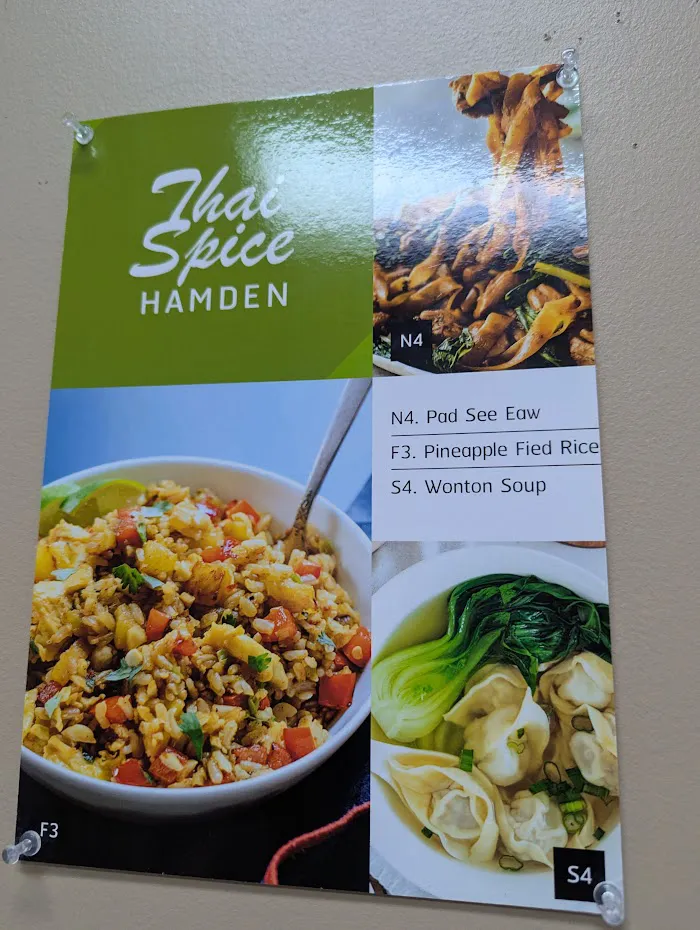 Thai
Spice
HAMDEN
N4
N4. Pad See Eaw
F3. Pineapple Fied Rice
S4. Wonton Soup
F3
S4